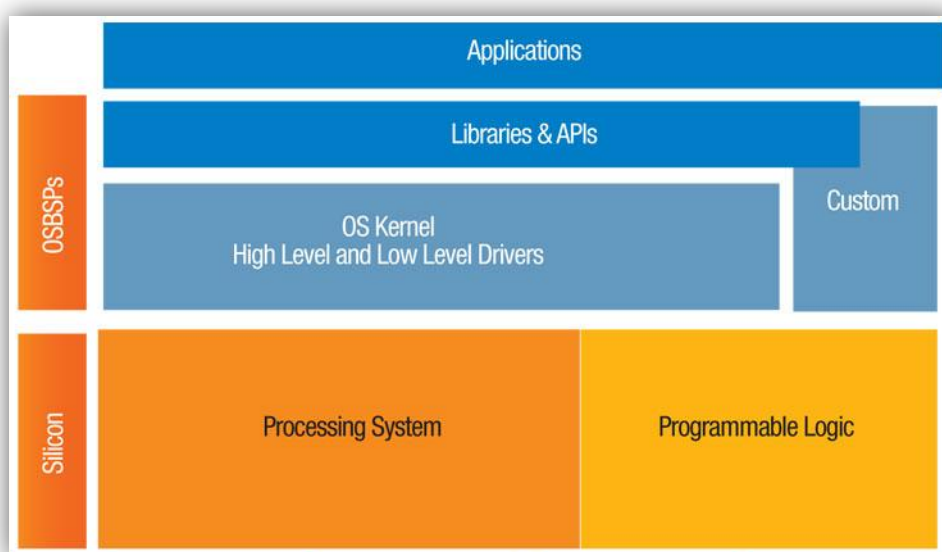 Applications
OSBSPs
Libraries & APIs
Custom
OS Kernel
High Level and Low Level Drivers
Silicon
Processing System
Programmable Logic